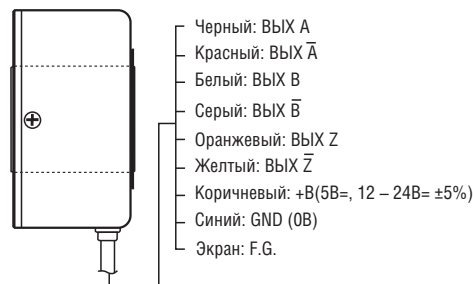 Черный: ВЫХ A
Красный: ВЫХ A̅
Белый: ВЫХ B
Серый: ВЫХ B̅
Оранжевый: ВЫХ Z
Желтый: ВЫХ Z̅
Коричневый: +В(5В=, 12 – 24В= ±5%)
Синий: GND (0В)
Экран: F.G.